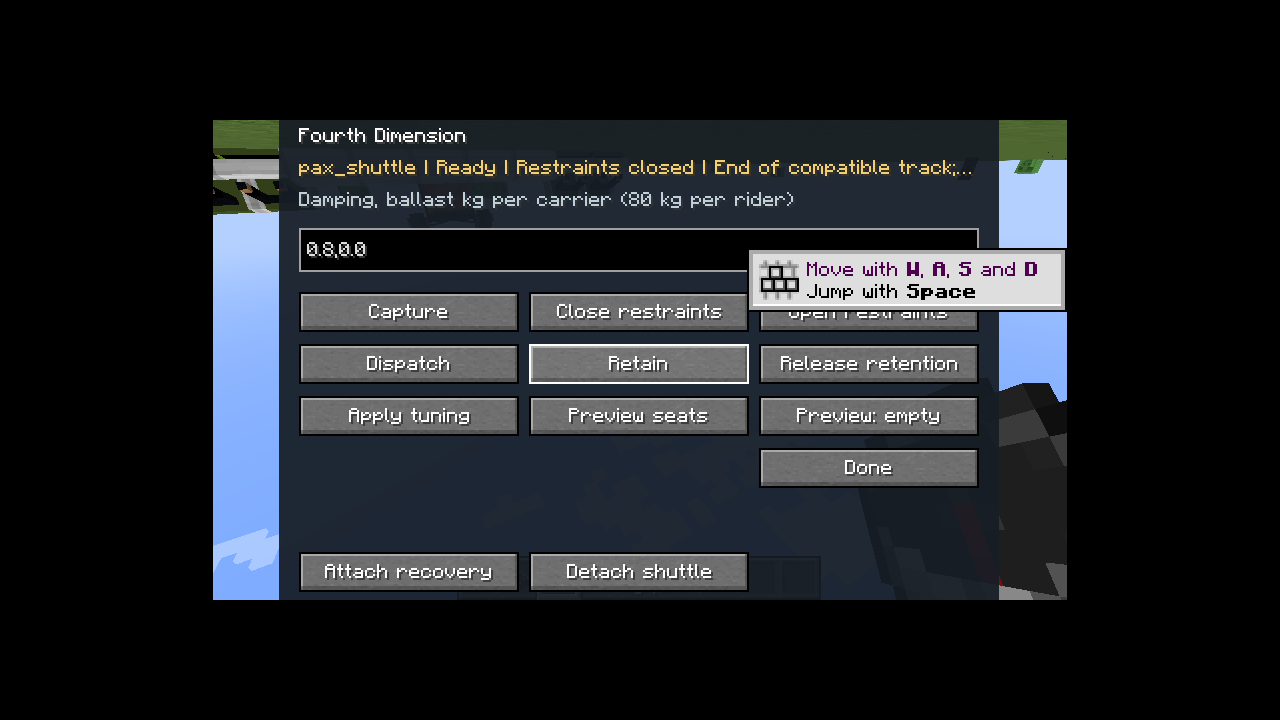 Fourth Dimension
pax_shuttle | Ready | Restraints closed | End of compatible track;...
Damping, ballast kg per carrier (80 kg per rider)
0.8,0.0
Move with W, A, S and D
Jump with Space
Capture
Close restraints
Open restraints
Dispatch
Retain
Release retention
Apply tuning
Preview seats
Preview: empty
Done
Attach recovery
Detach shuttle